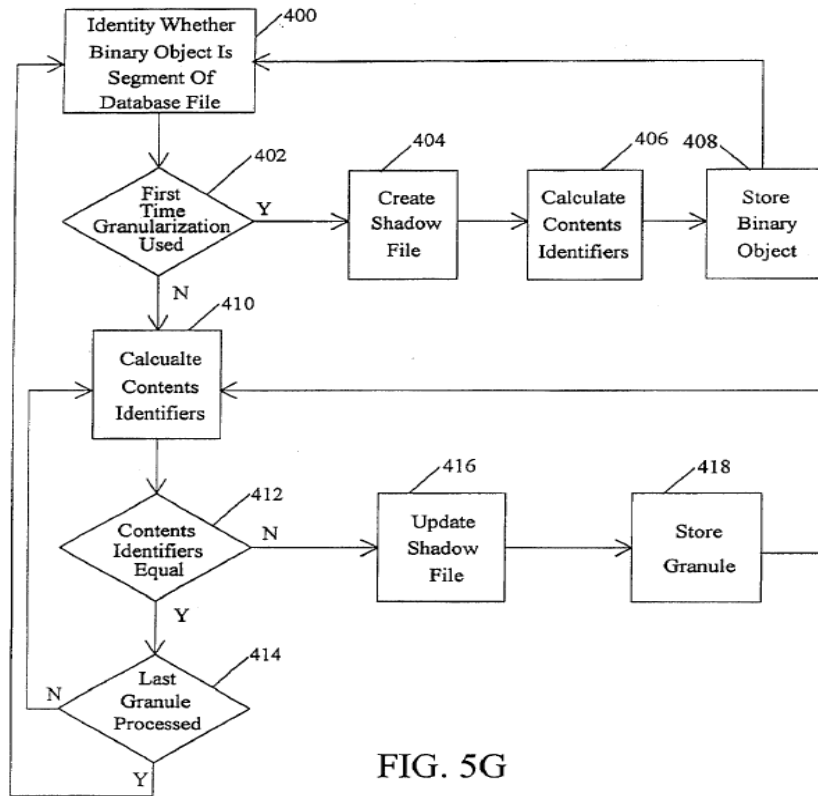 Identity Whether
Binary Object Is
Segment Of
Database File
400
First
Time
Granularization
Used
402
Y
N
Create
Shadow
File
404
Calculate
Contents
Identifiers
406
Store
Binary
Object
408
Calcualte
Contents
Identifiers
410
Contents
Identifiers
Equal
412
N
Y
Update
Shadow
File
416
Store
Granule
418
Last
Granule
Processed
414
N
Y
FIG. 5G